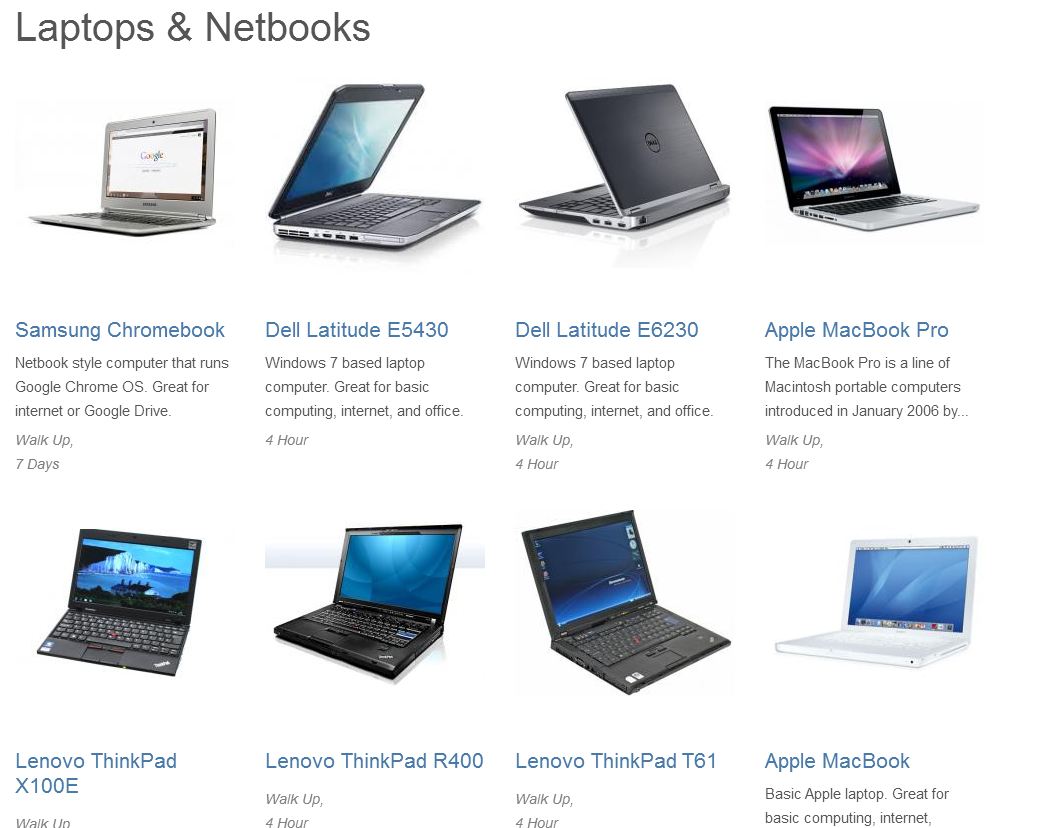 Laptops & Netbooks
Google
SAMSUNG
DELL
Samsung Chromebook
Netbook style computer that runs
Google Chrome OS. Great for
internet or Google Drive.
Walk Up,
7 Days
Dell Latitude E5430
Windows 7 based laptop
computer. Great for basic
computing, internet, and office.
4 Hour
Dell Latitude E6230
Windows 7 based laptop
computer. Great for basic
computing, internet, and office.
Walk Up,
4 Hour
Apple MacBook Pro
The MacBook Pro is a line of
Macintosh portable computers
introduced in January 2006 by...
Walk Up,
4 Hour
ThinkPad
ThinkPad
Lenovo ThinkPad
X100E
Walk Up
Lenovo ThinkPad R400
Walk Up,
4 Hour
Lenovo ThinkPad T61
Walk Up,
4 Hour
Apple MacBook
Basic Apple laptop. Great for
basic computing, internet,